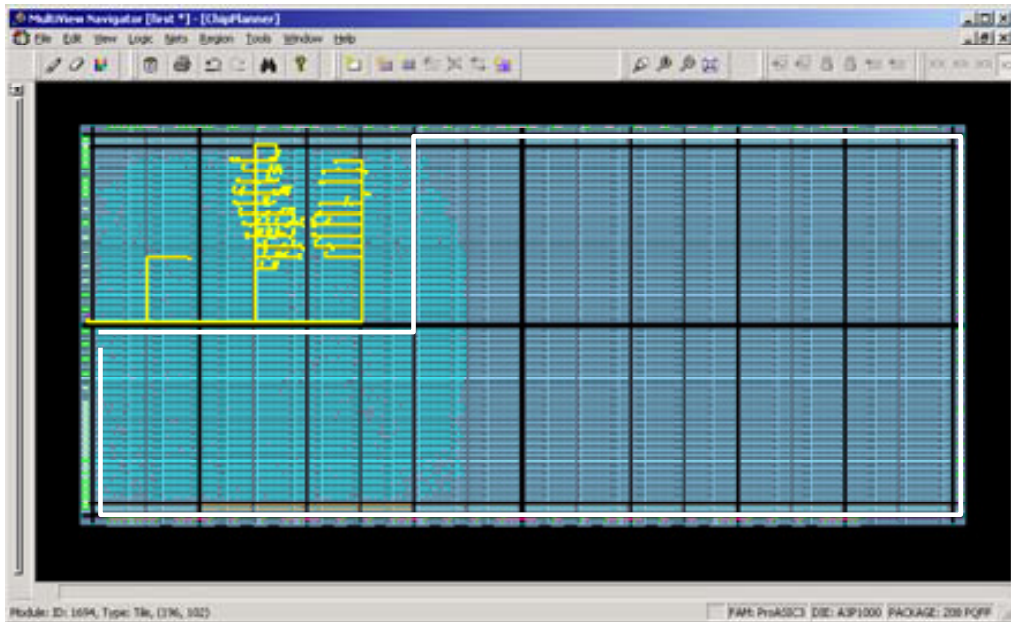 MultiView Navigator [first *] - [ChipPlanner]
File Edit View Logic Nets Region Tools Window Help
Module: ID: 1694, Type: Tile, (196, 102)
FAM: ProASIC3 DIE: A3P1000 PACKAGE: 208 PQFP